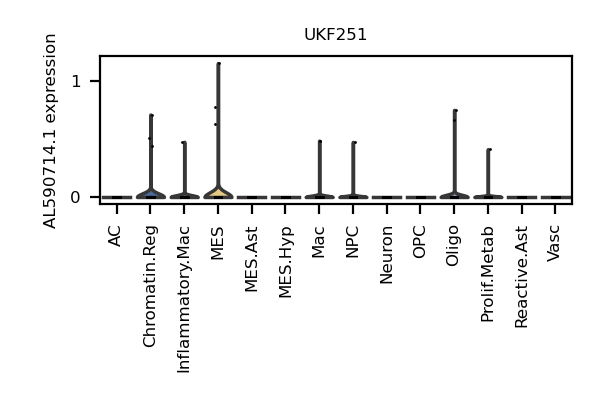 UKF251
AL590714.1 expression
1
0
AC
Chromatin.Reg
Inflammatory.Mac
MES
MES.Ast
MES.Hyp
Mac
NPC
Neuron
OPC
Oligo
Prolif.Metab
Reactive.Ast
Vasc